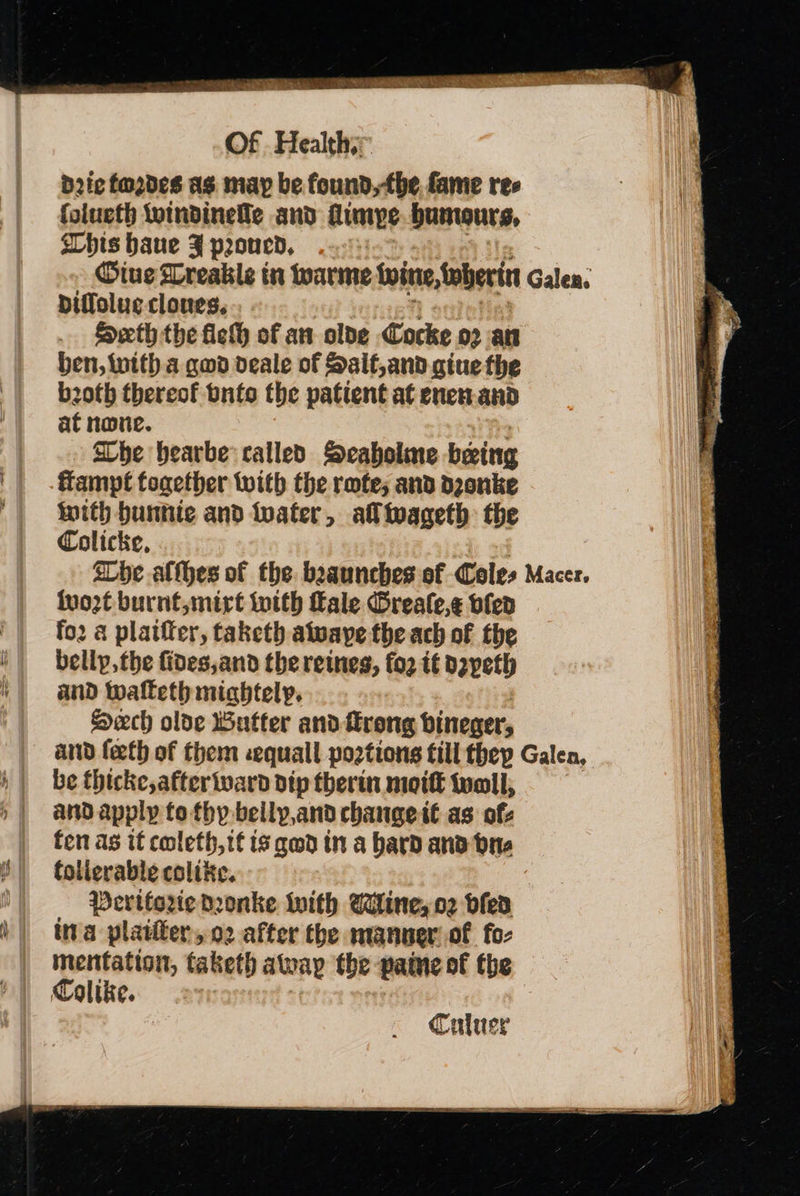 Of Health.
drie towrdes as may be found, the same re-
solueth windinesse and slimye humours,
This haue I proued.
Giue Treakle in warme wine, wherin Galen.
dissolue cloues.
Seeth the flesh of an olde Cocke or an
hen, with a good deale of Salt, and giue the
broth thereof vnto the patient at euen and
at noone.
The hearbe called Seaholme beeing
stampt together with the roote, and dronke
with hunnie and water, asswageth the
Colicke.
The asshes of the braunches of Cole- Macer.
wort burnt, mixt with stale Grease, & vsed
for a plaister, taketh awaye the ach of the
belly, the sides, and the reines, for it dryeth
and wasteth mightely.
Seech olde Butter and strong vineger,
and seeth of them equall portions till they Galen.
be thicke, afterward dip therin moist wooll,
and apply to thy belly, and change it as of-
ten as it cooleth, it is good in a hard and vn-
tollerable colike.
Peritorie dronke with Wine, or vsed
in a plaister, or after the manner of fo-
mentation, taketh away the paine of the
Colike.
Culuer